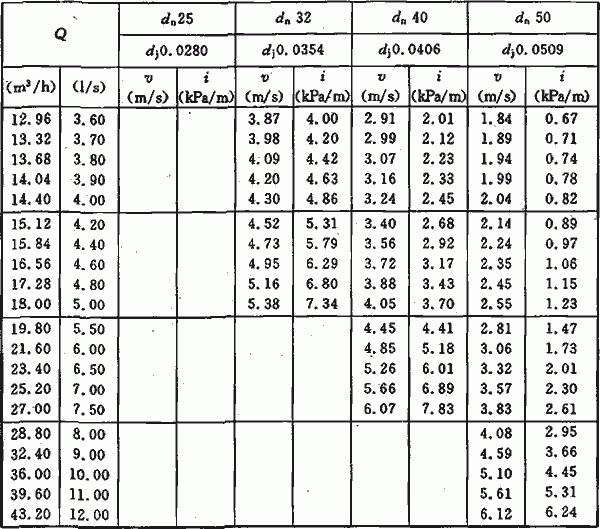 Q dn25 dn 32 dn 40 dn 50
dj0.0280 dj0.0354 dj0.0406 dj0.0509
(m³/h) (l/s) v (m/s) i (kPa/m) v (m/s) i (kPa/m) v (m/s) i (kPa/m) v (m/s) i (kPa/m)
12.96 3.60 3.87 4.00 2.91 2.01 1.84 0.67
13.32 3.70 3.98 4.20 2.99 2.12 1.89 0.71
13.68 3.80 4.09 4.42 3.07 2.23 1.94 0.74
14.04 3.90 4.20 4.63 3.16 2.33 1.99 0.78
14.40 4.00 4.30 4.86 3.24 2.45 2.04 0.82
15.12 4.20 4.52 5.31 3.40 2.68 2.14 0.89
15.84 4.40 4.73 5.79 3.56 2.92 2.24 0.97
16.56 4.60 4.95 6.29 3.72 3.17 2.35 1.06
17.28 4.80 5.16 6.80 3.88 3.43 2.45 1.15
18.00 5.00 5.38 7.34 4.05 3.70 2.55 1.23
19.80 5.50 4.45 4.41 2.81 1.47
21.60 6.00 4.85 5.18 3.06 1.73
23.40 6.50 5.26 6.01 3.32 2.01
25.20 7.00 5.66 6.89 3.57 2.30
27.00 7.50 6.07 7.83 3.83 2.61
28.80 8.00 4.08 2.95
32.40 9.00 4.59 3.66
36.00 10.00 5.10 4.45
39.60 11.00 5.61 5.31
43.20 12.00 6.12 6.24